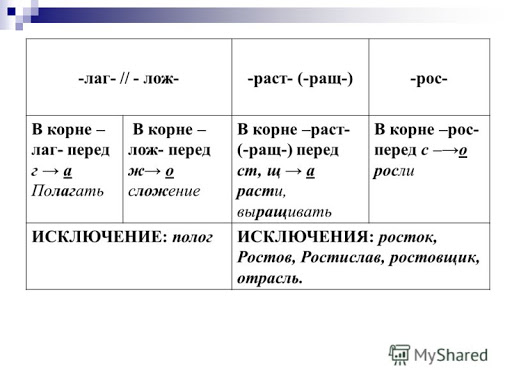 -лаг- // - лож-
-раст- (-ращ-)
-рос-
В корне –
лаг- перед
г → а
Полагать
В корне –
лож- перед
ж→ о
сложение
В корне –раст-
(-ращ-) перед
ст, щ → а
расти,
выращивать
В корне –рос-
перед с –→о
росли
ИСКЛЮЧЕНИЕ: полог
ИСКЛЮЧЕНИЯ: росток,
Ростов, Ростислав, ростовщик,
отрасль.
MyShared